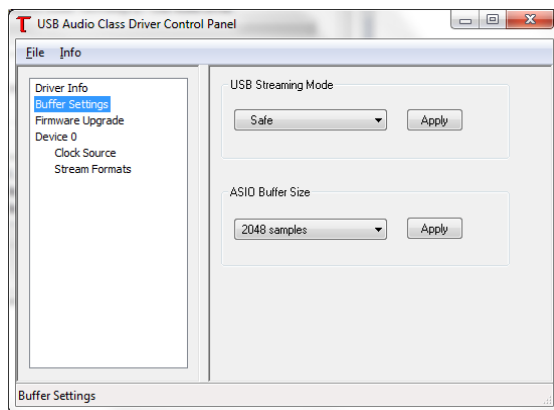 USB Audio Class Driver Control Panel
File Info
Driver Info
Buffer Settings
Firmware Upgrade
Device 0
Clock Source
Stream Formats
USB Streaming Mode
Safe Apply
ASIO Buffer Size
2048 samples Apply
Buffer Settings